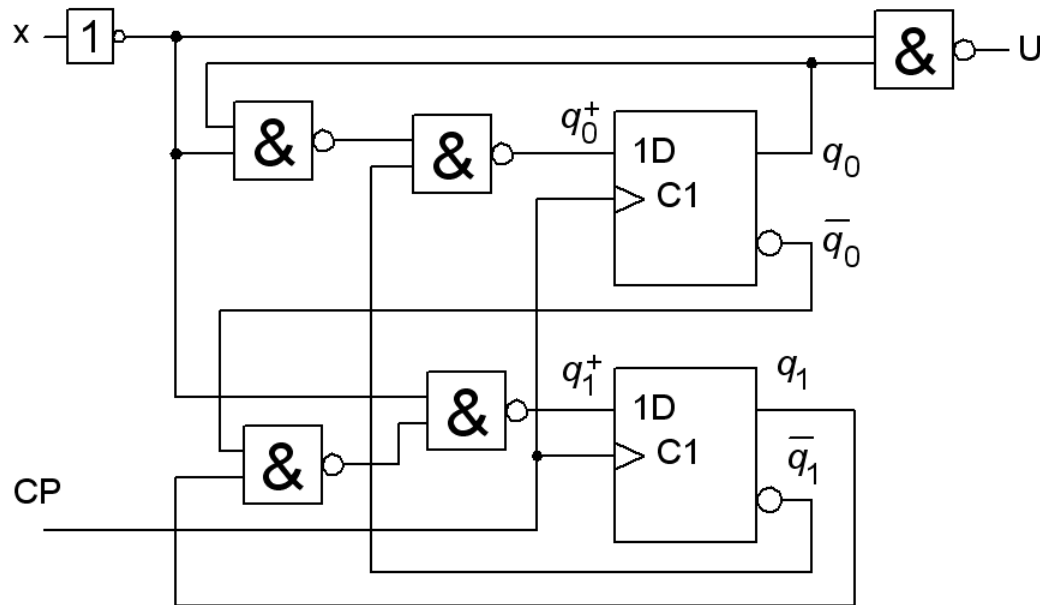 x 1 & U
& & q₀⁺ 1D q₀
C1
q̅₀
q₁⁺ q₁
& 1D
& C1 q̅₁
CP